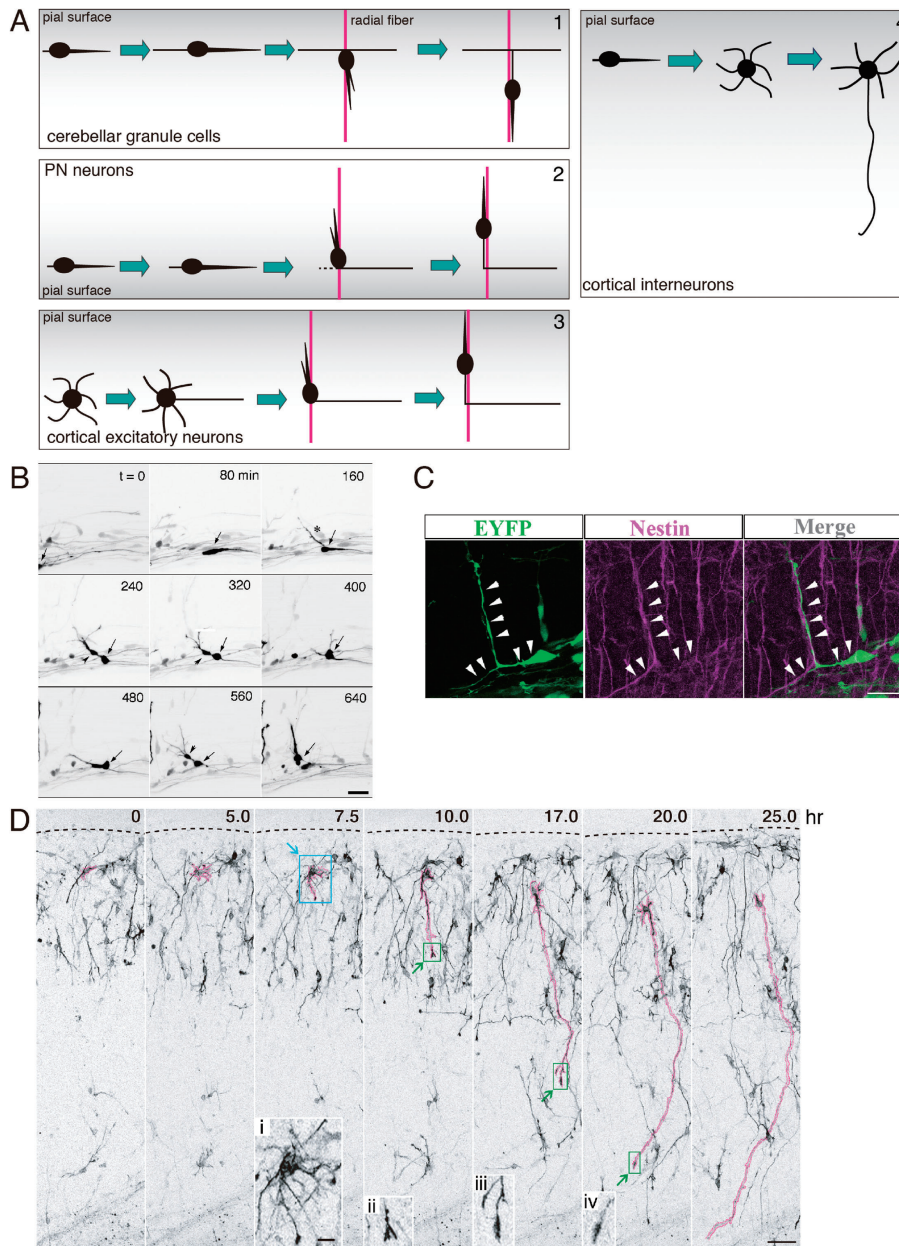 A
pial surface
radial fiber
1
cerebellar granule cells
PN neurons
2
pial surface
pial surface
3
cortical excitatory neurons
pial surface
cortical interneurons
B
t = 0
80 min
160
240
320
400
*
480
560
640
C
EYFP
Nestin
Merge
D
0
5.0
7.5
10.0
17.0
20.0
25.0
hr
i
ii
iii
iv